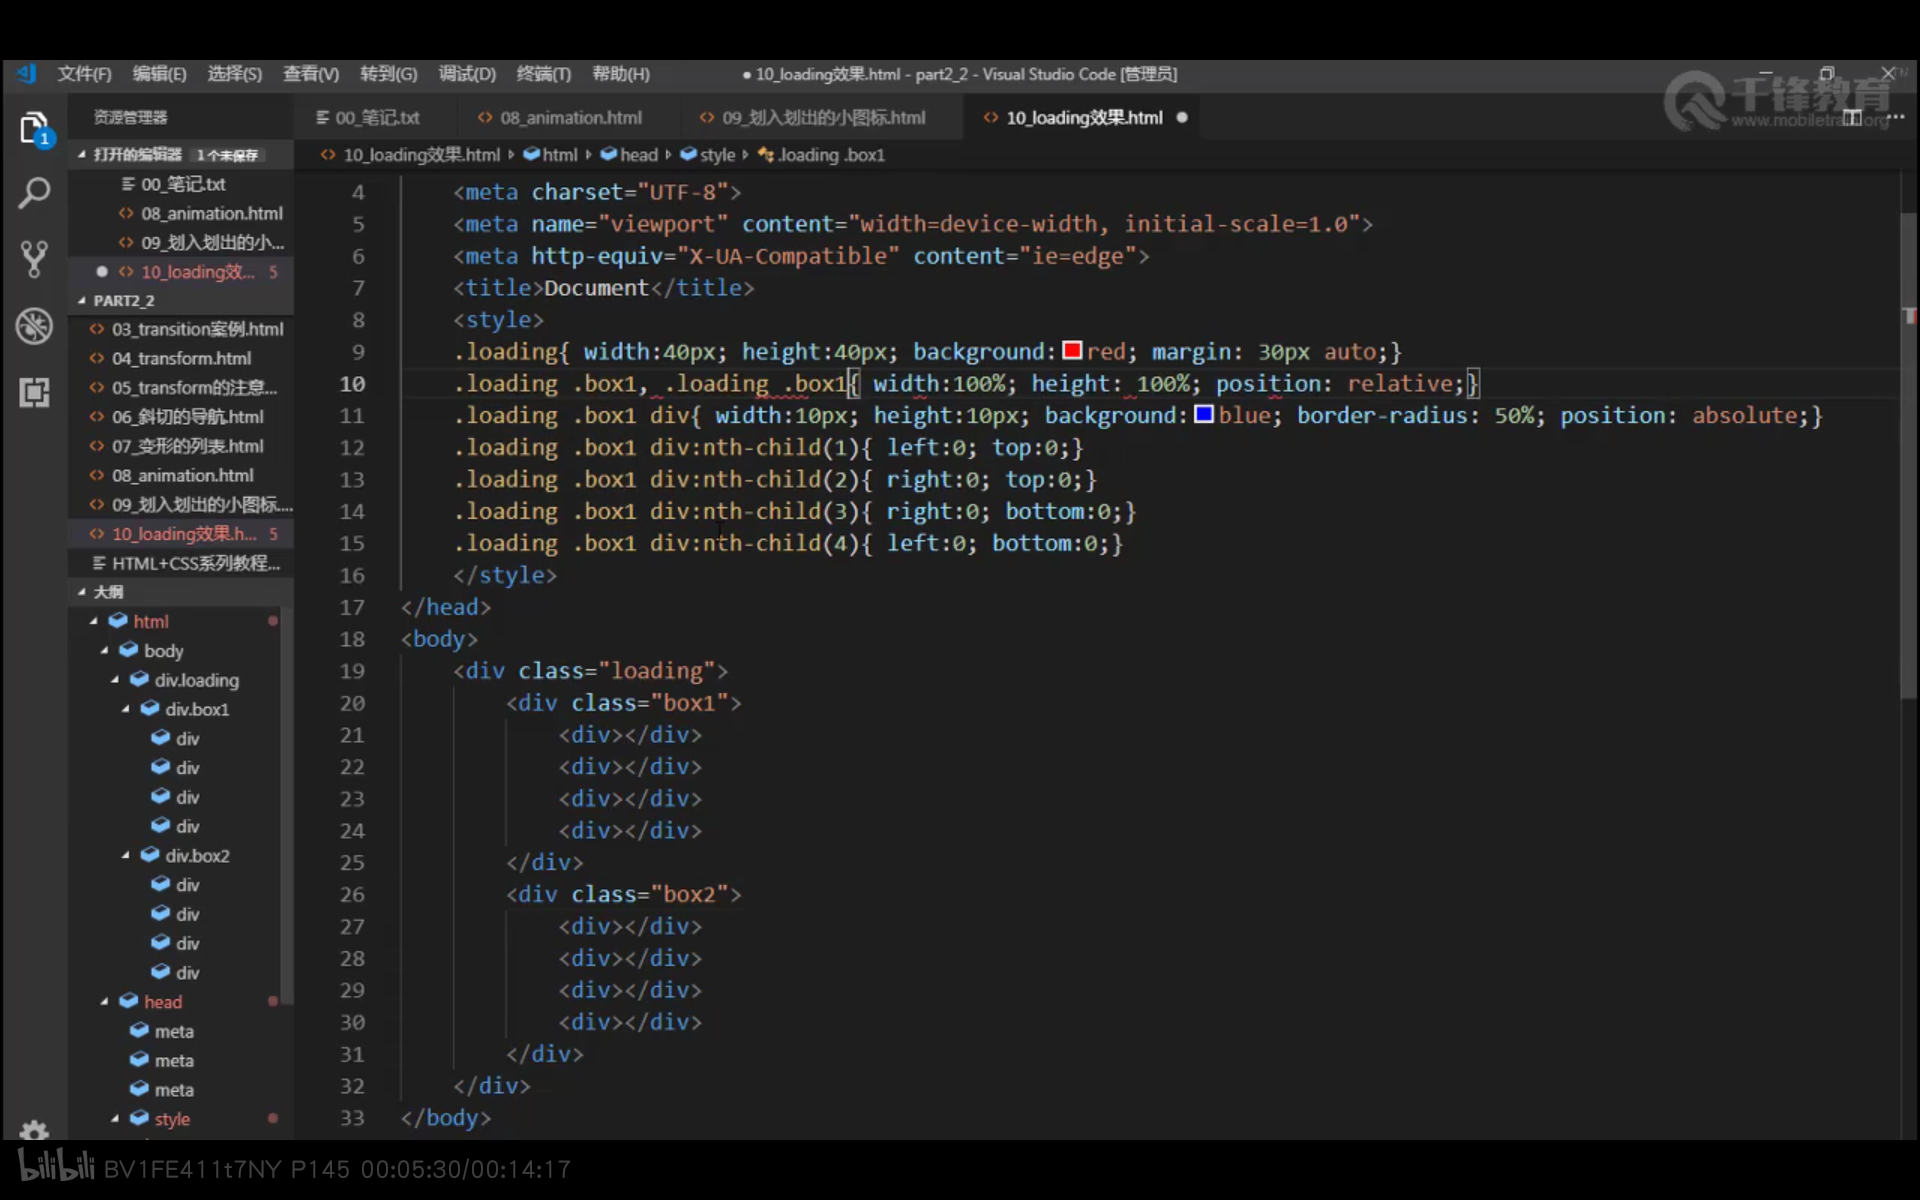 文件(F) 编辑(E) 选择(S) 查看(V) 转到(G) 调试(D) 终端(T) 帮助(H) ● 10_loading效果.html - part2_2 - Visual Studio Code [管理员]
千锋教育
www.mobiletrain.org
资源管理器
00_笔记.txt 08_animation.html 09_划入划出的小图标.html 10_loading效果.html ●
打开的编辑器 1 个未保存
00_笔记.txt
08_animation.html
09_划入划出的小...
10_loading效... 5
PART2_2
03_transition案例.html
04_transform.html
05_transform的注意...
06_斜切的导航.html
07_变形的列表.html
08_animation.html
09_划入划出的小图标....
10_loading效果.h... 5
HTML+CSS系列教程...
大纲
html
body
div.loading
div.box1
div
div
div
div
div.box2
div
div
div
div
head
meta
meta
meta
style
1
10_loading效果.html html head style .loading .box1
4 <meta charset="UTF-8">
5 <meta name="viewport" content="width=device-width, initial-scale=1.0">
6 <meta http-equiv="X-UA-Compatible" content="ie=edge">
7 <title>Document</title>
8 <style>
9 .loading{ width:40px; height:40px; background:red; margin: 30px auto;}
10 .loading .box1, .loading .box1{ width:100%; height: 100%; position: relative;}
11 .loading .box1 div{ width:10px; height:10px; background:blue; border-radius: 50%; position: absolute;}
12 .loading .box1 div:nth-child(1){ left:0; top:0;}
13 .loading .box1 div:nth-child(2){ right:0; top:0;}
14 .loading .box1 div:nth-child(3){ right:0; bottom:0;}
15 .loading .box1 div:nth-child(4){ left:0; bottom:0;}
16 </style>
17 </head>
18 <body>
19 <div class="loading">
20 <div class="box1">
21 <div></div>
22 <div></div>
23 <div></div>
24 <div></div>
25 </div>
26 <div class="box2">
27 <div></div>
28 <div></div>
29 <div></div>
30 <div></div>
31 </div>
32 </div>
33 </body>
bilibili BV1FE411t7NY P145 00:05:30/00:14:17